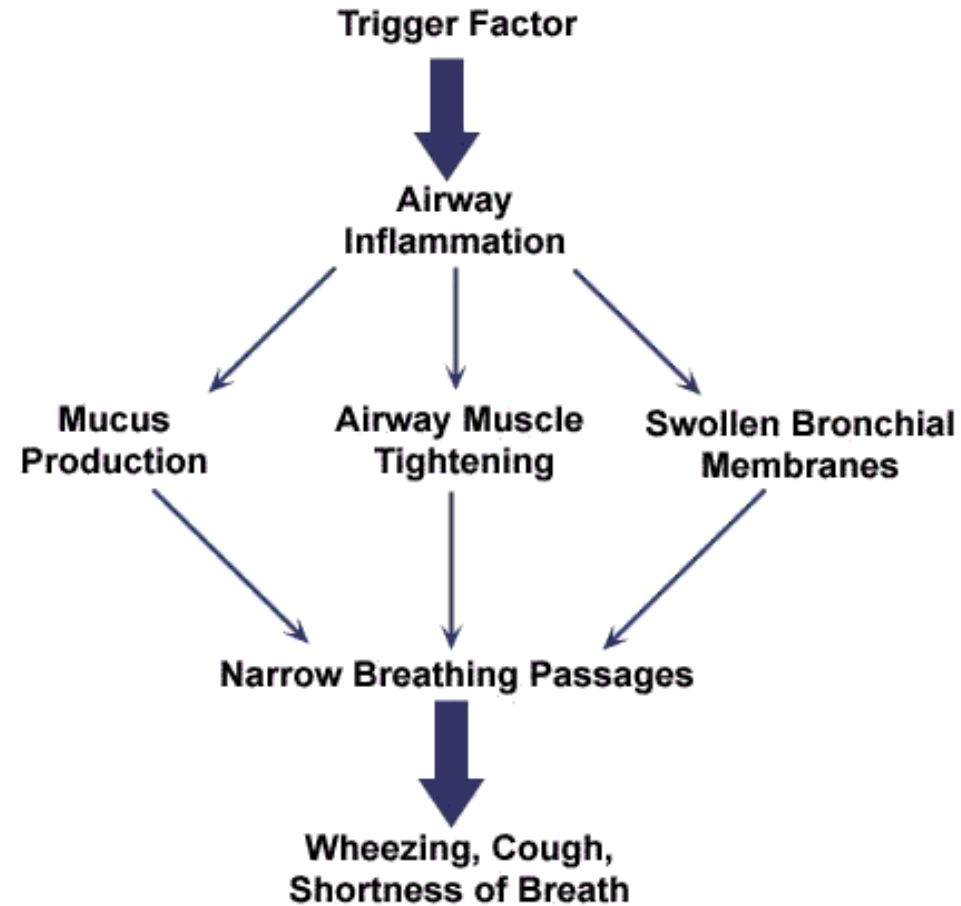 Trigger Factor
Airway
Inflammation
Mucus
Production
Airway Muscle
Tightening
Swollen Bronchial
Membranes
Narrow Breathing Passages
Wheezing, Cough,
Shortness of Breath